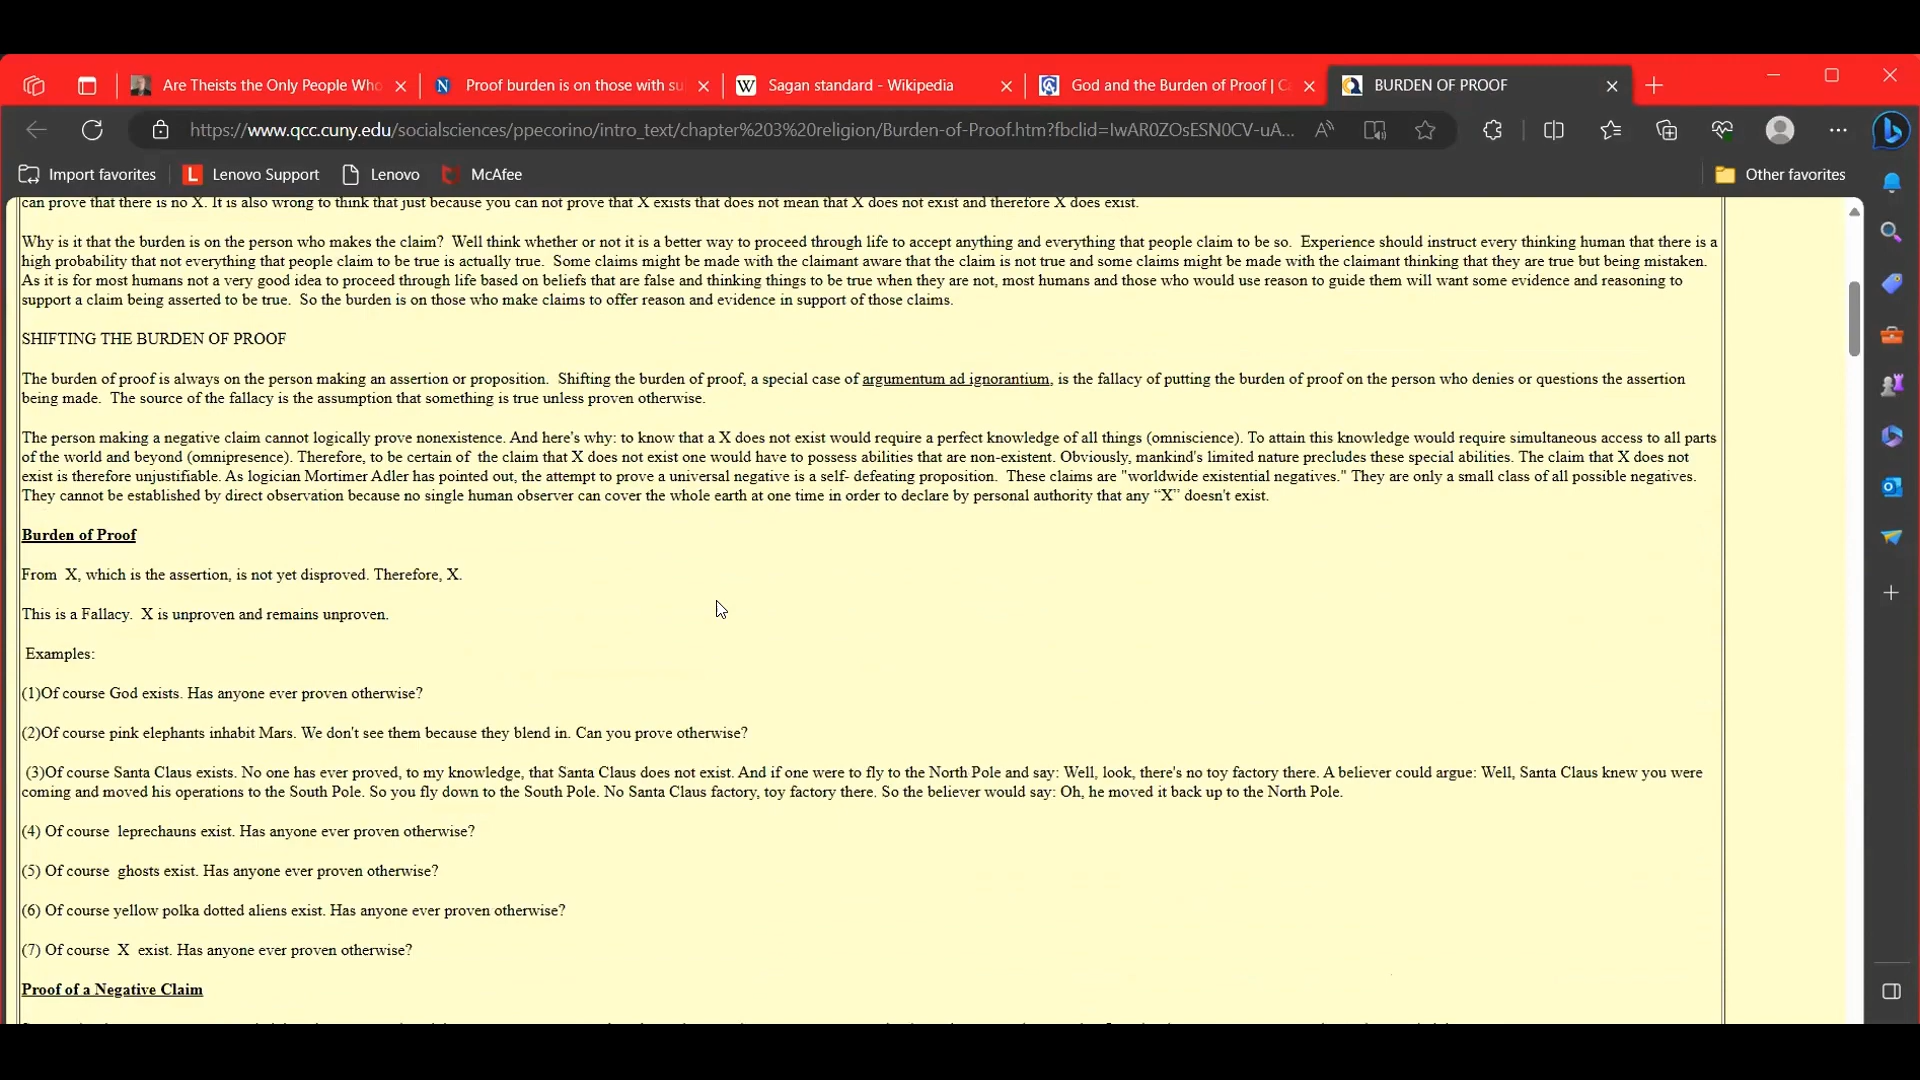 Are Theists the Only People Who
Proof burden is on those with su
Sagan standard - Wikipedia
God and the Burden of Proof | C
BURDEN OF PROOF
https://www.qcc.cuny.edu/socialsciences/ppecorino/intro_text/chapter%203%20religion/Burden-of-Proof.htm?fbclid=IwAR0ZOsESN0CV-uA...
Import favorites
Lenovo Support
Lenovo
McAfee
Other favorites
can prove that there is no X. It is also wrong to think that just because you can not prove that X exists that does not mean that X does not exist and therefore X does exist.
Why is it that the burden is on the person who makes the claim?  Well think whether or not it is a better way to proceed through life to accept anything and everything that people claim to be so.  Experience should instruct every thinking human that there is a
high probability that not everything that people claim to be true is actually true.  Some claims might be made with the claimant aware that the claim is not true and some claims might be made with the claimant thinking that they are true but being mistaken.
As it is for most humans not a very good idea to proceed through life based on beliefs that are false and thinking things to be true when they are not, most humans and those who would use reason to guide them will want some evidence and reasoning to
support a claim being asserted to be true.  So the burden is on those who make claims to offer reason and evidence in support of those claims.
SHIFTING THE BURDEN OF PROOF
The burden of proof is always on the person making an assertion or proposition.  Shifting the burden of proof, a special case of argumentum ad ignorantium, is the fallacy of putting the burden of proof on the person who denies or questions the assertion
being made.  The source of the fallacy is the assumption that something is true unless proven otherwise.
The person making a negative claim cannot logically prove nonexistence. And here's why: to know that a X does not exist would require a perfect knowledge of all things (omniscience). To attain this knowledge would require simultaneous access to all parts
of the world and beyond (omnipresence). Therefore, to be certain of  the claim that X does not exist one would have to possess abilities that are non-existent. Obviously, mankind's limited nature precludes these special abilities. The claim that X does not
exist is therefore unjustifiable. As logician Mortimer Adler has pointed out, the attempt to prove a universal negative is a self- defeating proposition.  These claims are "worldwide existential negatives." They are only a small class of all possible negatives.
They cannot be established by direct observation because no single human observer can cover the whole earth at one time in order to declare by personal authority that any “X” doesn't exist.
Burden of Proof
From  X, which is the assertion, is not yet disproved. Therefore, X.
This is a Fallacy.  X is unproven and remains unproven.
Examples:
(1)Of course God exists. Has anyone ever proven otherwise?
(2)Of course pink elephants inhabit Mars. We don't see them because they blend in. Can you prove otherwise?
(3)Of course Santa Claus exists. No one has ever proved, to my knowledge, that Santa Claus does not exist. And if one were to fly to the North Pole and say: Well, look, there's no toy factory there. A believer could argue: Well, Santa Claus knew you were
coming and moved his operations to the South Pole. So you fly down to the South Pole. No Santa Claus factory, toy factory there. So the believer would say: Oh, he moved it back up to the North Pole.
(4) Of course  leprechauns exist. Has anyone ever proven otherwise?
(5) Of course  ghosts exist. Has anyone ever proven otherwise?
(6) Of course yellow polka dotted aliens exist. Has anyone ever proven otherwise?
(7) Of course  X  exist. Has anyone ever proven otherwise?
Proof of a Negative Claim